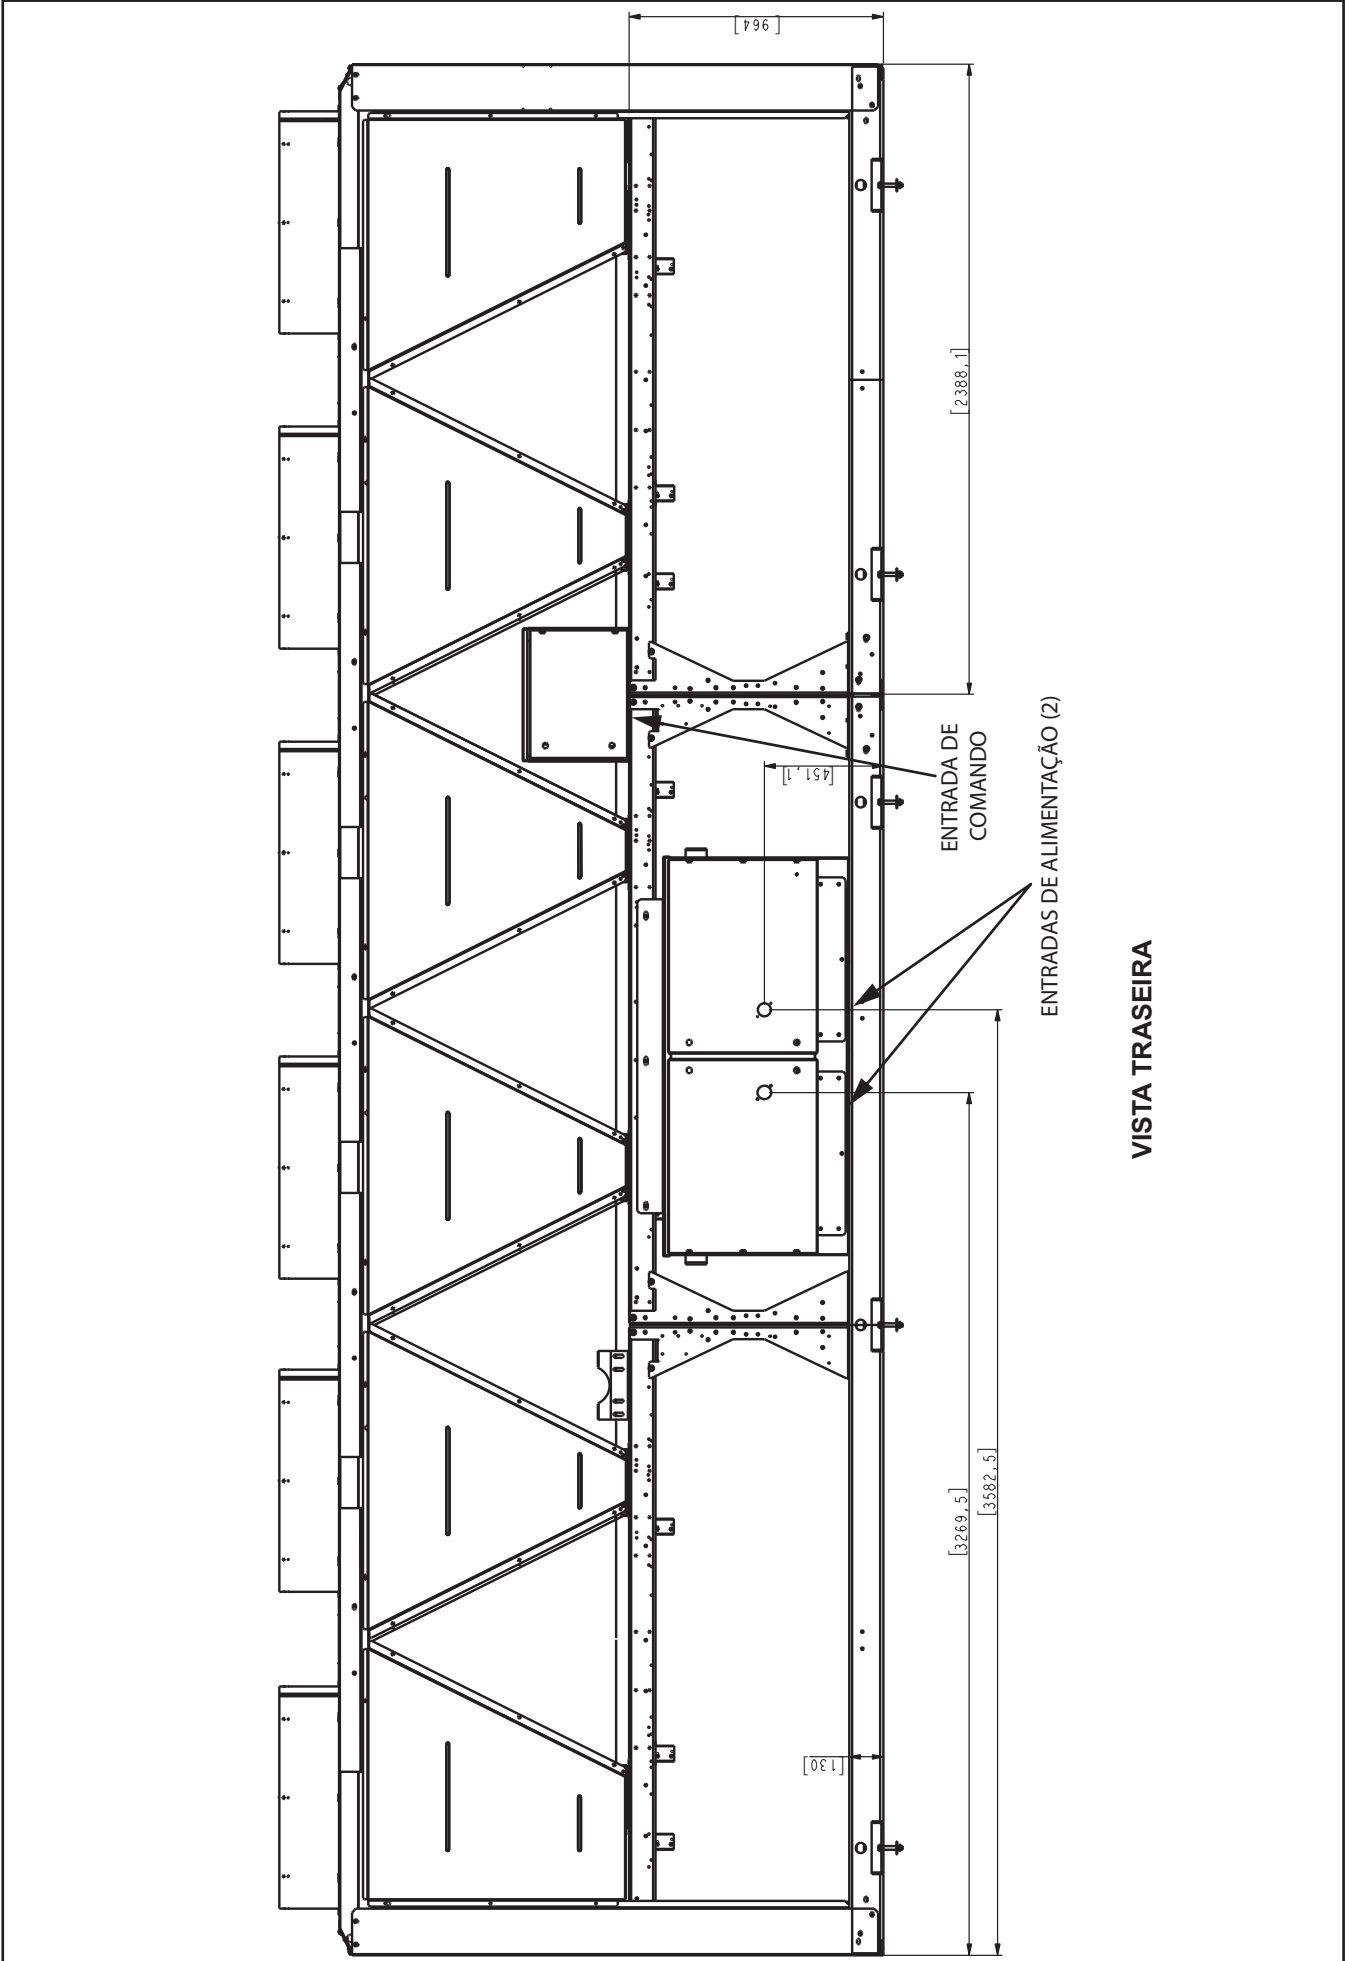 [964]
[2388,1]
ENTRADA DE
COMANDO
[451,1]
ENTRADAS DE ALIMENTAÇÃO (2)
[3269,5]
[3582,5]
[130]
VISTA TRASEIRA